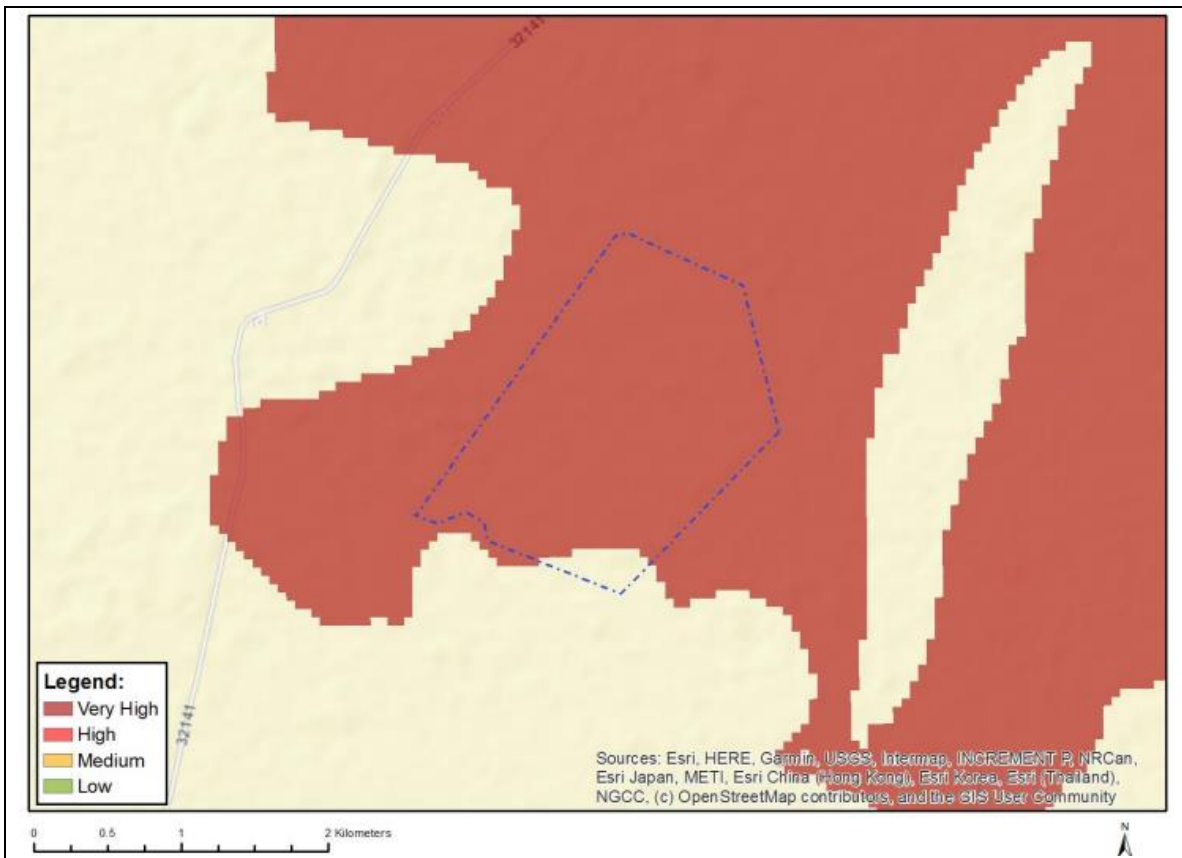 32141
Legend:
Very High
High
Medium
Low
32141
Sources: Esri, HERE, Garmin, USGS, Intermap, INCREMENT P, NRCan,
Esri Japan, METI, Esri China (Hong Kong), Esri Korea, Esri (Thailand),
NGCC, (c) OpenStreetMap contributors, and the GIS User Community
0 0.5 1 2 Kilometers
N